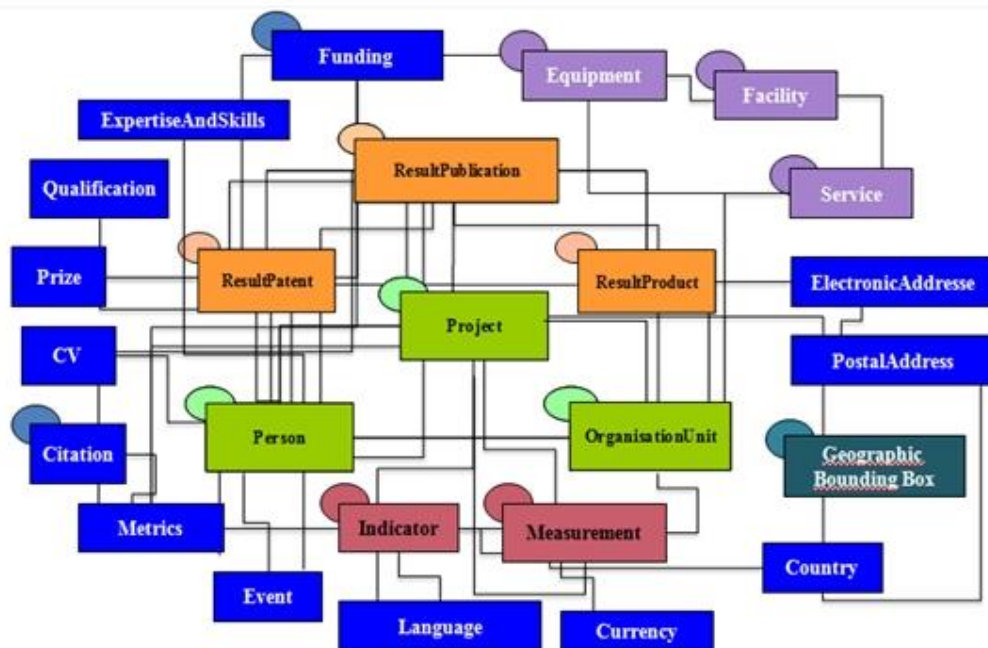 Funding
Equipment
Facility
ExpertiseAndSkills
ResultPublication
Qualification
Service
Prize
ResultPatent
ResultProduct
ElectronicAddresse
Project
CV
PostalAddress
Person
OrganisationUnit
Citation
Geographic
Bounding Box
Metrics
Indicator
Measurement
Country
Event
Language
Currency